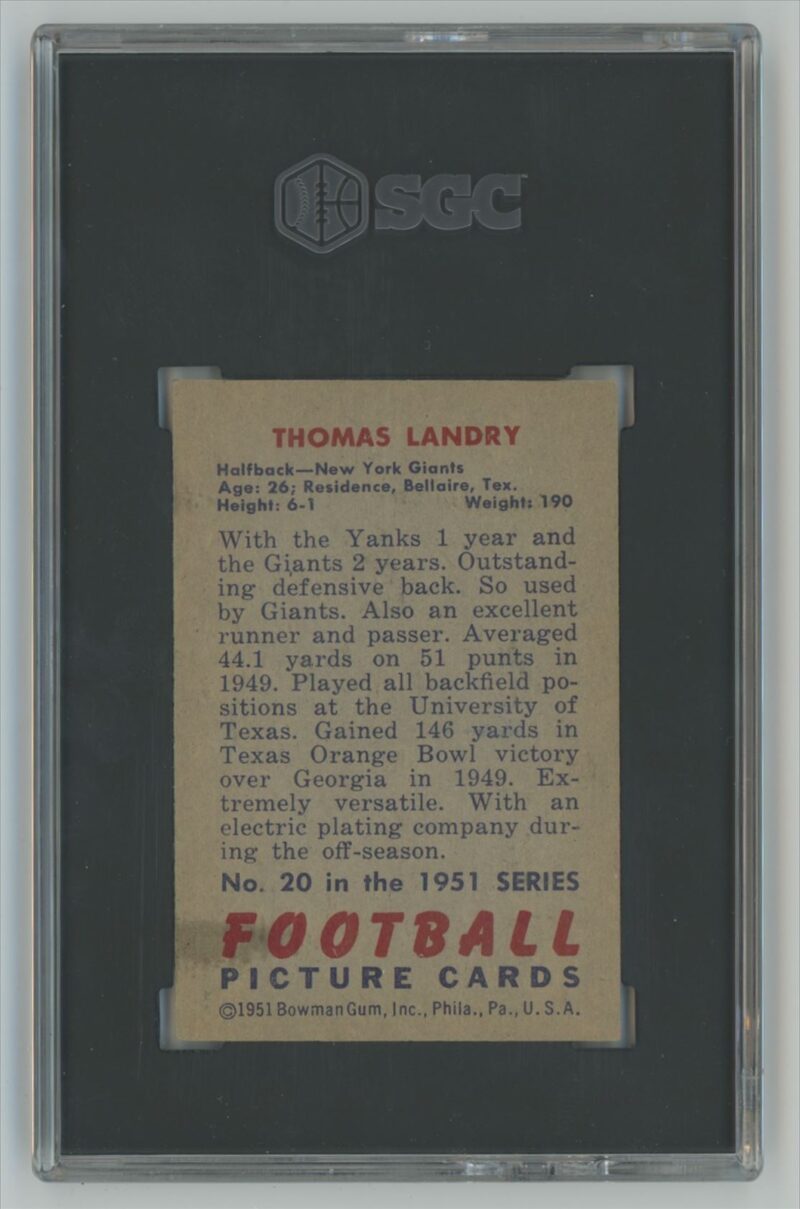 SGC
THOMAS LANDRY
Halfback—New York Giants
Age: 26; Residence, Bellaire, Tex.
Height: 6-1 Weight: 190
With the Yanks 1 year and
the Giants 2 years. Outstand-
ing defensive back. So used
by Giants. Also an excellent
runner and passer. Averaged
44.1 yards on 51 punts in
1949. Played all backfield po-
sitions at the University of
Texas. Gained 146 yards in
Texas Orange Bowl victory
over Georgia in 1949. Ex-
tremely versatile. With an
electric plating company dur-
ing the off-season.
No. 20 in the 1951 SERIES
FOOTBALL
PICTURE CARDS
©1951 Bowman Gum, Inc., Phila., Pa., U.S.A.